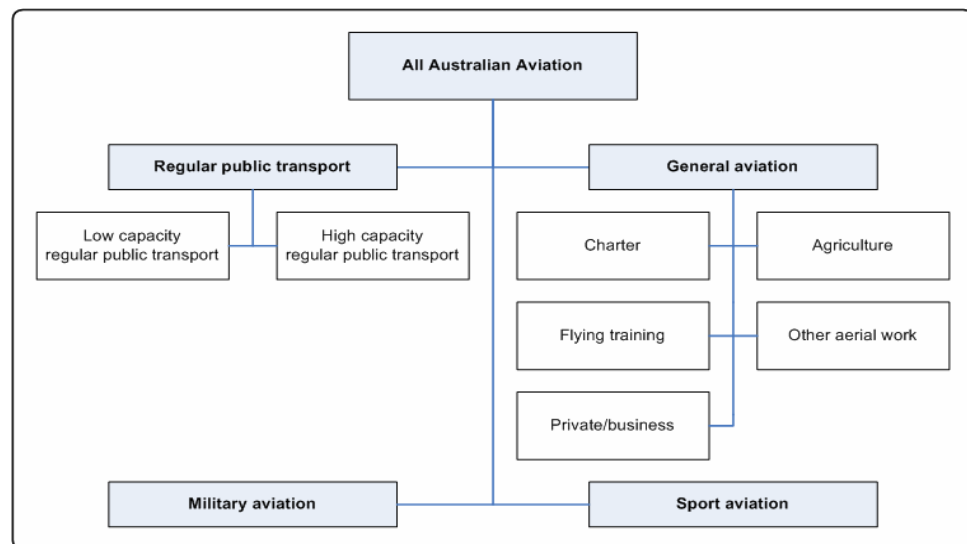 All Australian Aviation
Regular public transport
General aviation
Low capacity
regular public transport
High capacity
regular public transport
Charter
Agriculture
Flying training
Other aerial work
Private/business
Military aviation
Sport aviation